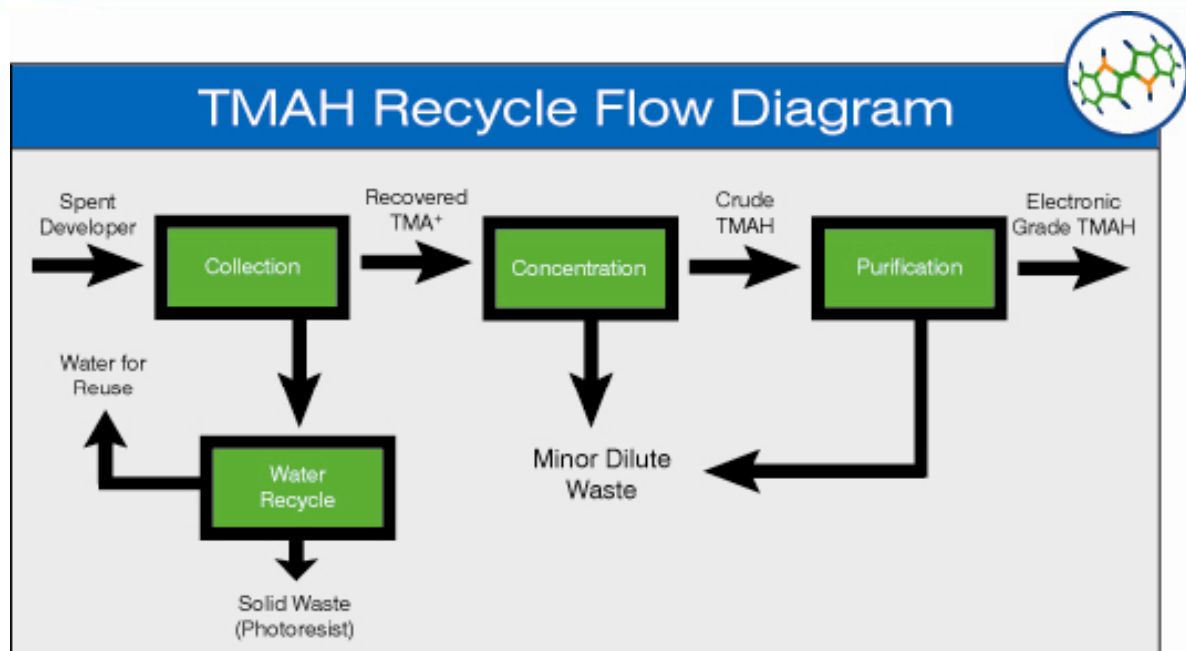 TMAH Recycle Flow Diagram
Spent
Developer
Collection
Recovered
TMA⁺
Concentration
Crude
TMAH
Purification
Electronic
Grade TMAH
Water for
Reuse
Water
Recycle
Minor Dilute
Waste
Solid Waste
(Photoresist)